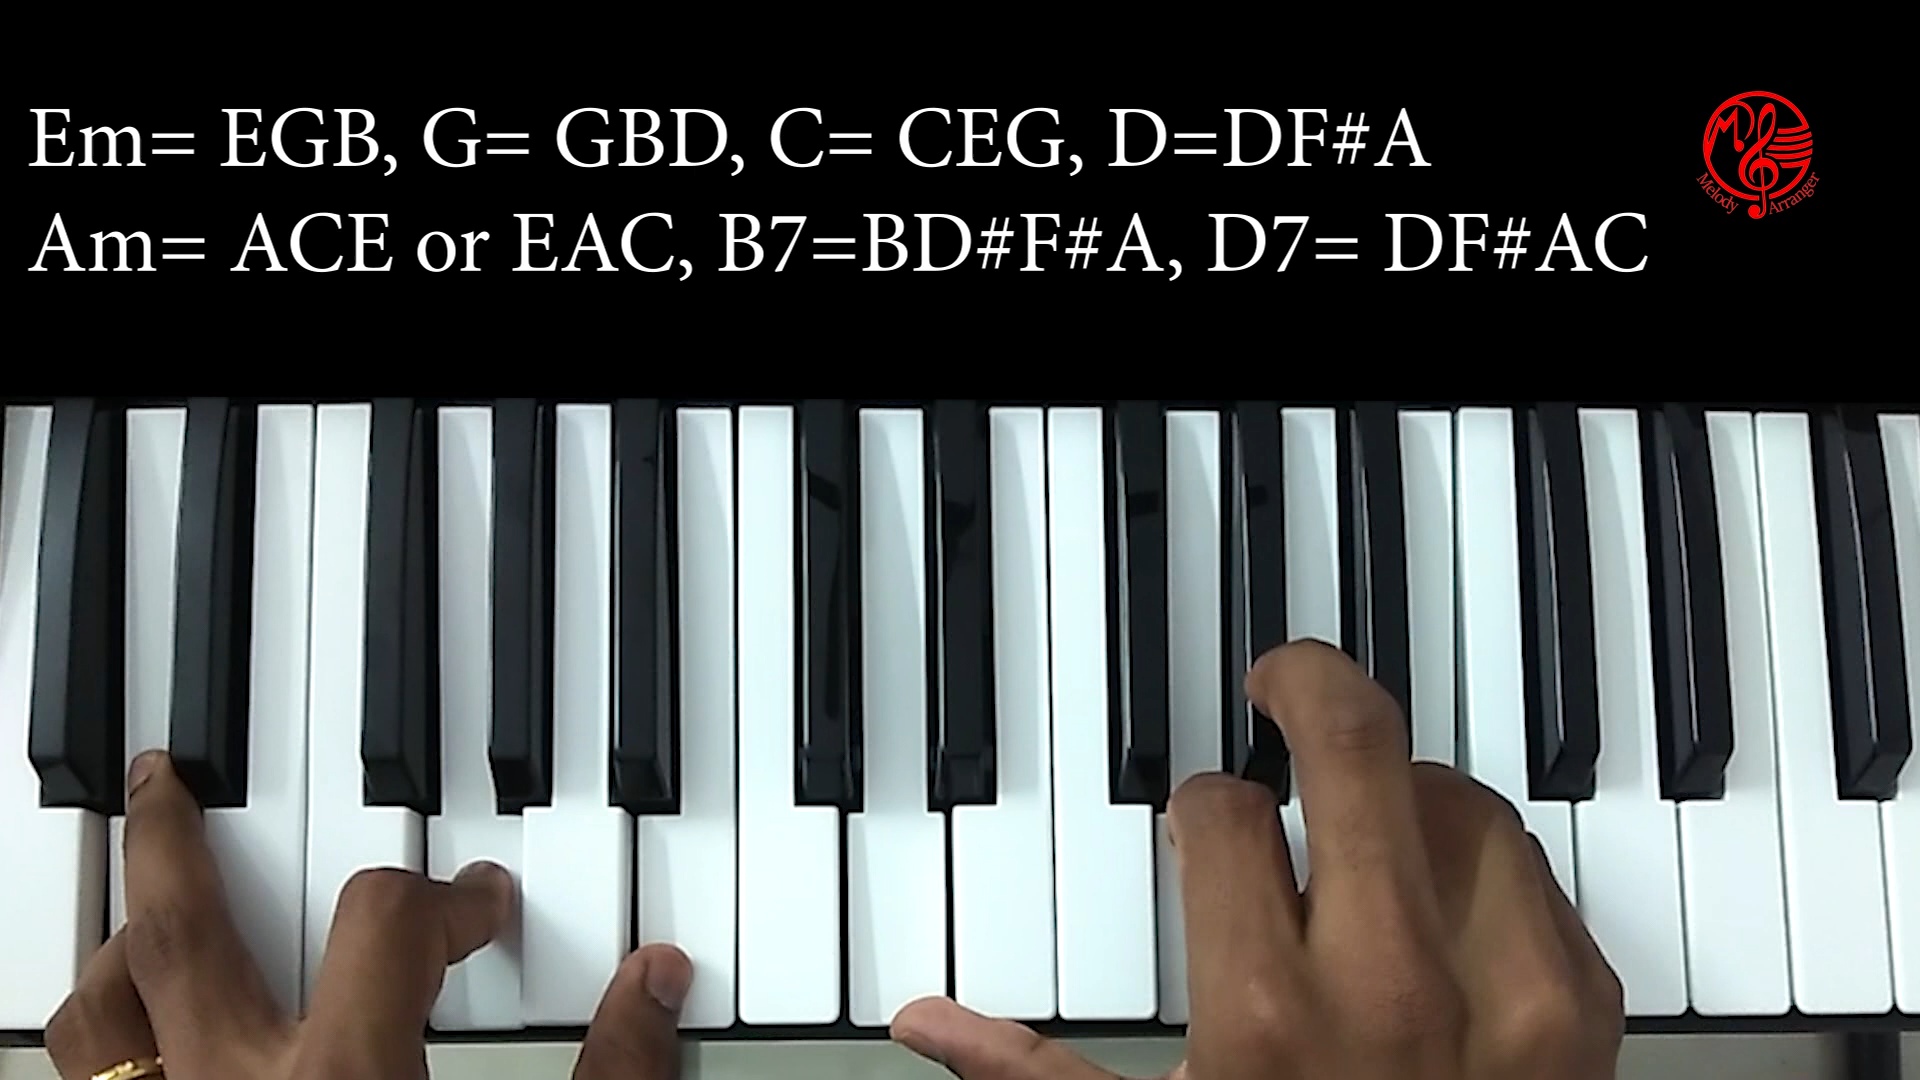 Em= EGB, G= GBD, C= CEG, D=DF#A
Am= ACE or EAC, B7=BD#F#A, D7= DF#AC
Melody Arranger